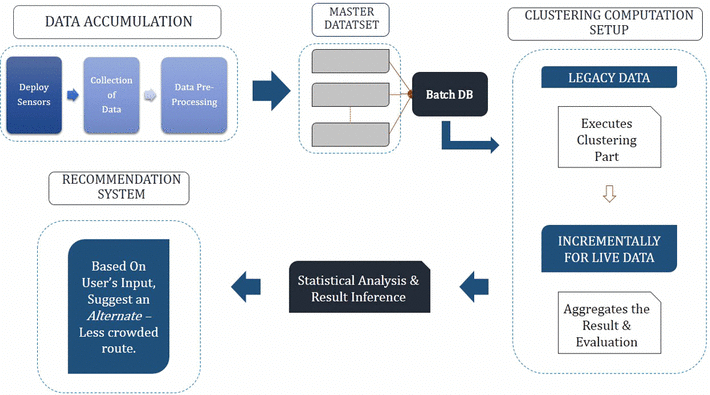 DATA ACCUMULATION
Deploy
Sensors
Collection
of
Data
Data Pre-
Processing
MASTER
DATATSET
Batch DB
CLUSTERING COMPUTATION
SETUP
LEGACY DATA
Executes
Clustering
Part
INCREMENTALLY
FOR LIVE DATA
Aggregates the
Result &
Evaluation
Statistical Analysis &
Result Inference
RECOMMENDATION
SYSTEM
Based On
User's Input,
Suggest an
Alternate –
Less crowded
route.